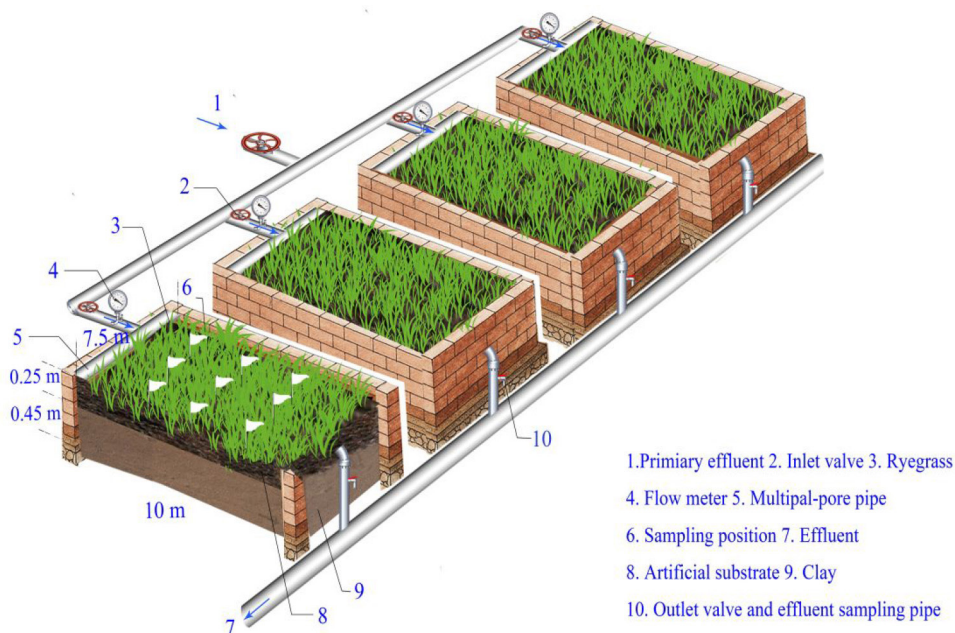 1
2
3
4
6
7.5 m
5
0.25 m
0.45 m
10
10 m
9
8
7
1.Primiary effluent 2. Inlet valve 3. Ryegrass
4. Flow meter 5. Multipal-pore pipe
6. Sampling position 7. Effluent
8. Artificial substrate 9. Clay
10. Outlet valve and effluent sampling pipe